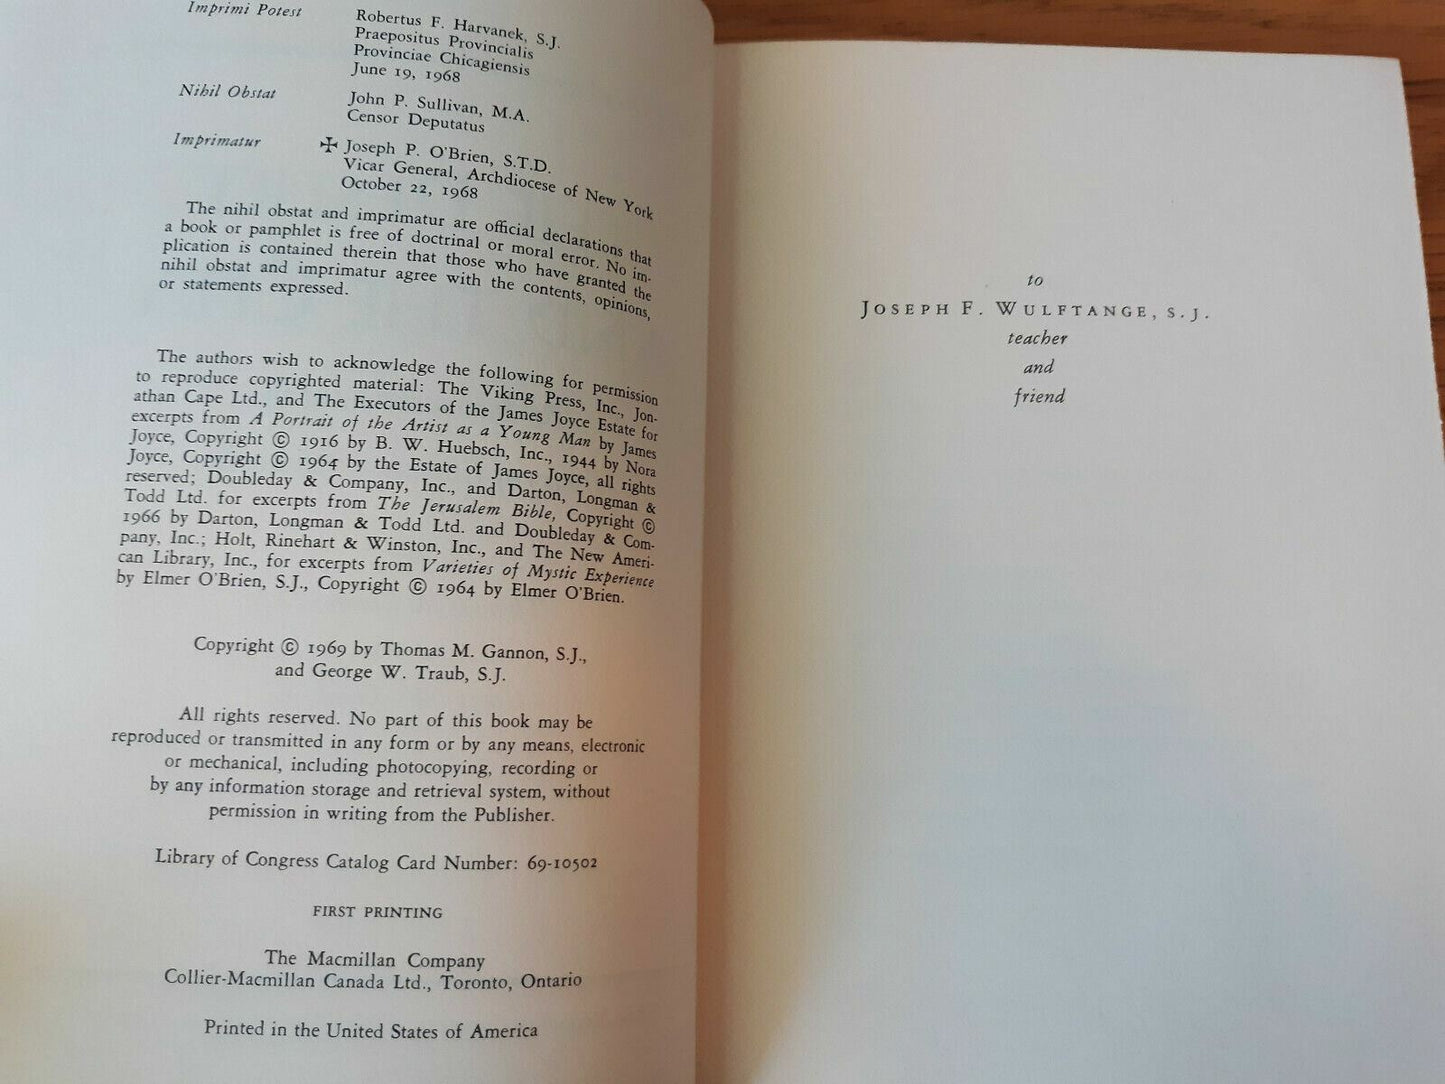 Imprimi Potest Robertus F. Harvanek, S.J.
Praepositus Provincialis
Provinciae Chicagiensis
June 19, 1968
Nihil Obstat John P. Sullivan, M.A.
Censor Deputatus
Imprimatur ✠ Joseph P. O'Brien, S.T.D.
Vicar General, Archdiocese of New York
October 22, 1968
The nihil obstat and imprimatur are official declarations that
a book or pamphlet is free of doctrinal or moral error. No im-
plication is contained therein that those who have granted the
nihil obstat and imprimatur agree with the contents, opinions,
or statements expressed.
The authors wish to acknowledge the following for permission
to reproduce copyrighted material: The Viking Press, Inc., Jon-
athan Cape Ltd., and The Executors of the James Joyce Estate for
excerpts from A Portrait of the Artist as a Young Man by James
Joyce, Copyright © 1916 by B. W. Huebsch, Inc., 1944 by Nora
Joyce, Copyright © 1964 by the Estate of James Joyce, all rights
reserved; Doubleday & Company, Inc., and Darton, Longman &
Todd Ltd. for excerpts from The Jerusalem Bible, Copyright ©
1966 by Darton, Longman & Todd Ltd. and Doubleday & Com-
pany, Inc.; Holt, Rinehart & Winston, Inc., and The New Ameri-
can Library, Inc., for excerpts from Varieties of Mystic Experience
by Elmer O'Brien, S.J., Copyright © 1964 by Elmer O'Brien.
Copyright © 1969 by Thomas M. Gannon, S.J.,
and George W. Traub, S.J.
All rights reserved. No part of this book may be
reproduced or transmitted in any form or by any means, electronic
or mechanical, including photocopying, recording or
by any information storage and retrieval system, without
permission in writing from the Publisher.
Library of Congress Catalog Card Number: 69-10502
FIRST PRINTING
The Macmillan Company
Collier-Macmillan Canada Ltd., Toronto, Ontario
Printed in the United States of America
to
JOSEPH F. WULFTANGE, S.J.
teacher
and
friend